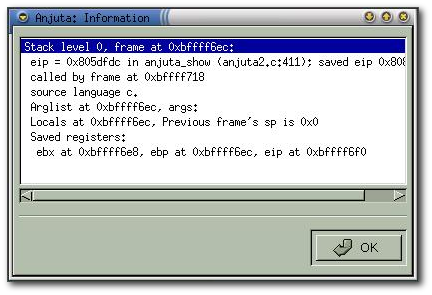 Anjuta: Information
Stack level 0, frame at 0xbffff6ec:
eip = 0x805dfdc in anjuta_show (anjuta2.c:411); saved eip 0x808
called by frame at 0xbffff718
source language c.
Arglist at 0xbffff6ec, args:
Locals at 0xbffff6ec, Previous frame's sp is 0x0
Saved registers:
ebx at 0xbffff6e8, ebp at 0xbffff6ec, eip at 0xbffff6f0
OK